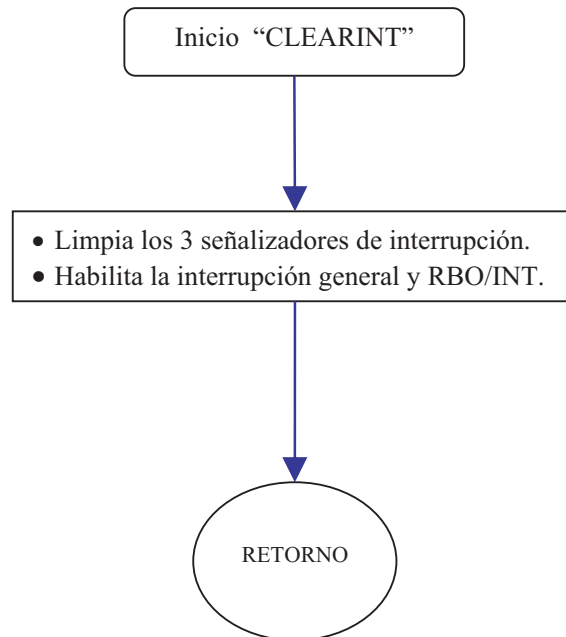 Inicio “CLEARINT”
• Limpia los 3 señalizadores de interrupción.
• Habilita la interrupción general y RBO/INT.
RETORNO